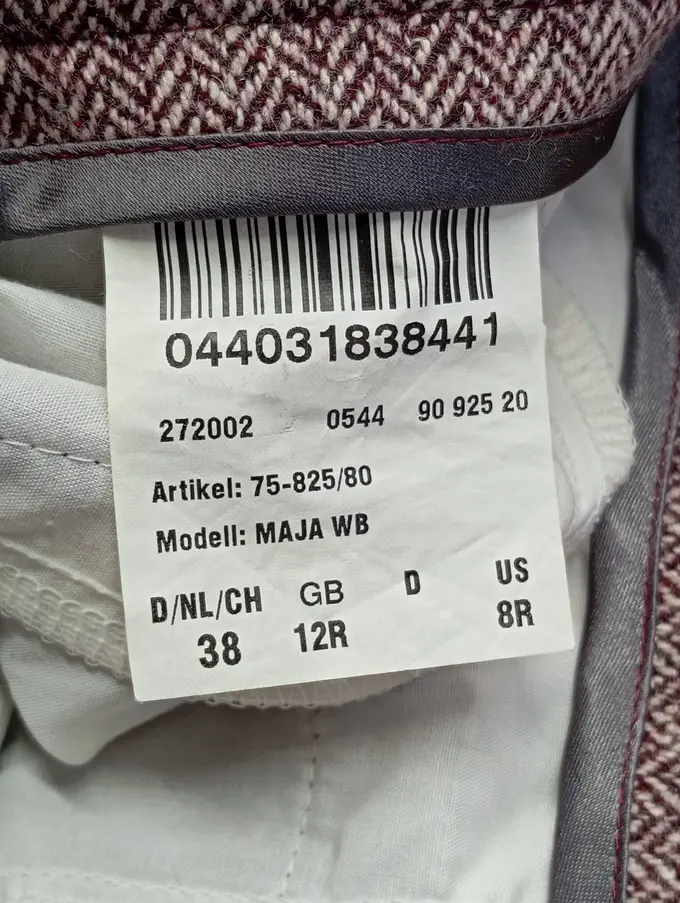 044031838441
272002 0544 90 925 20
Artikel: 75-825/80
Modell: MAJA WB
D/NL/CH GB D US
38 12R 8R